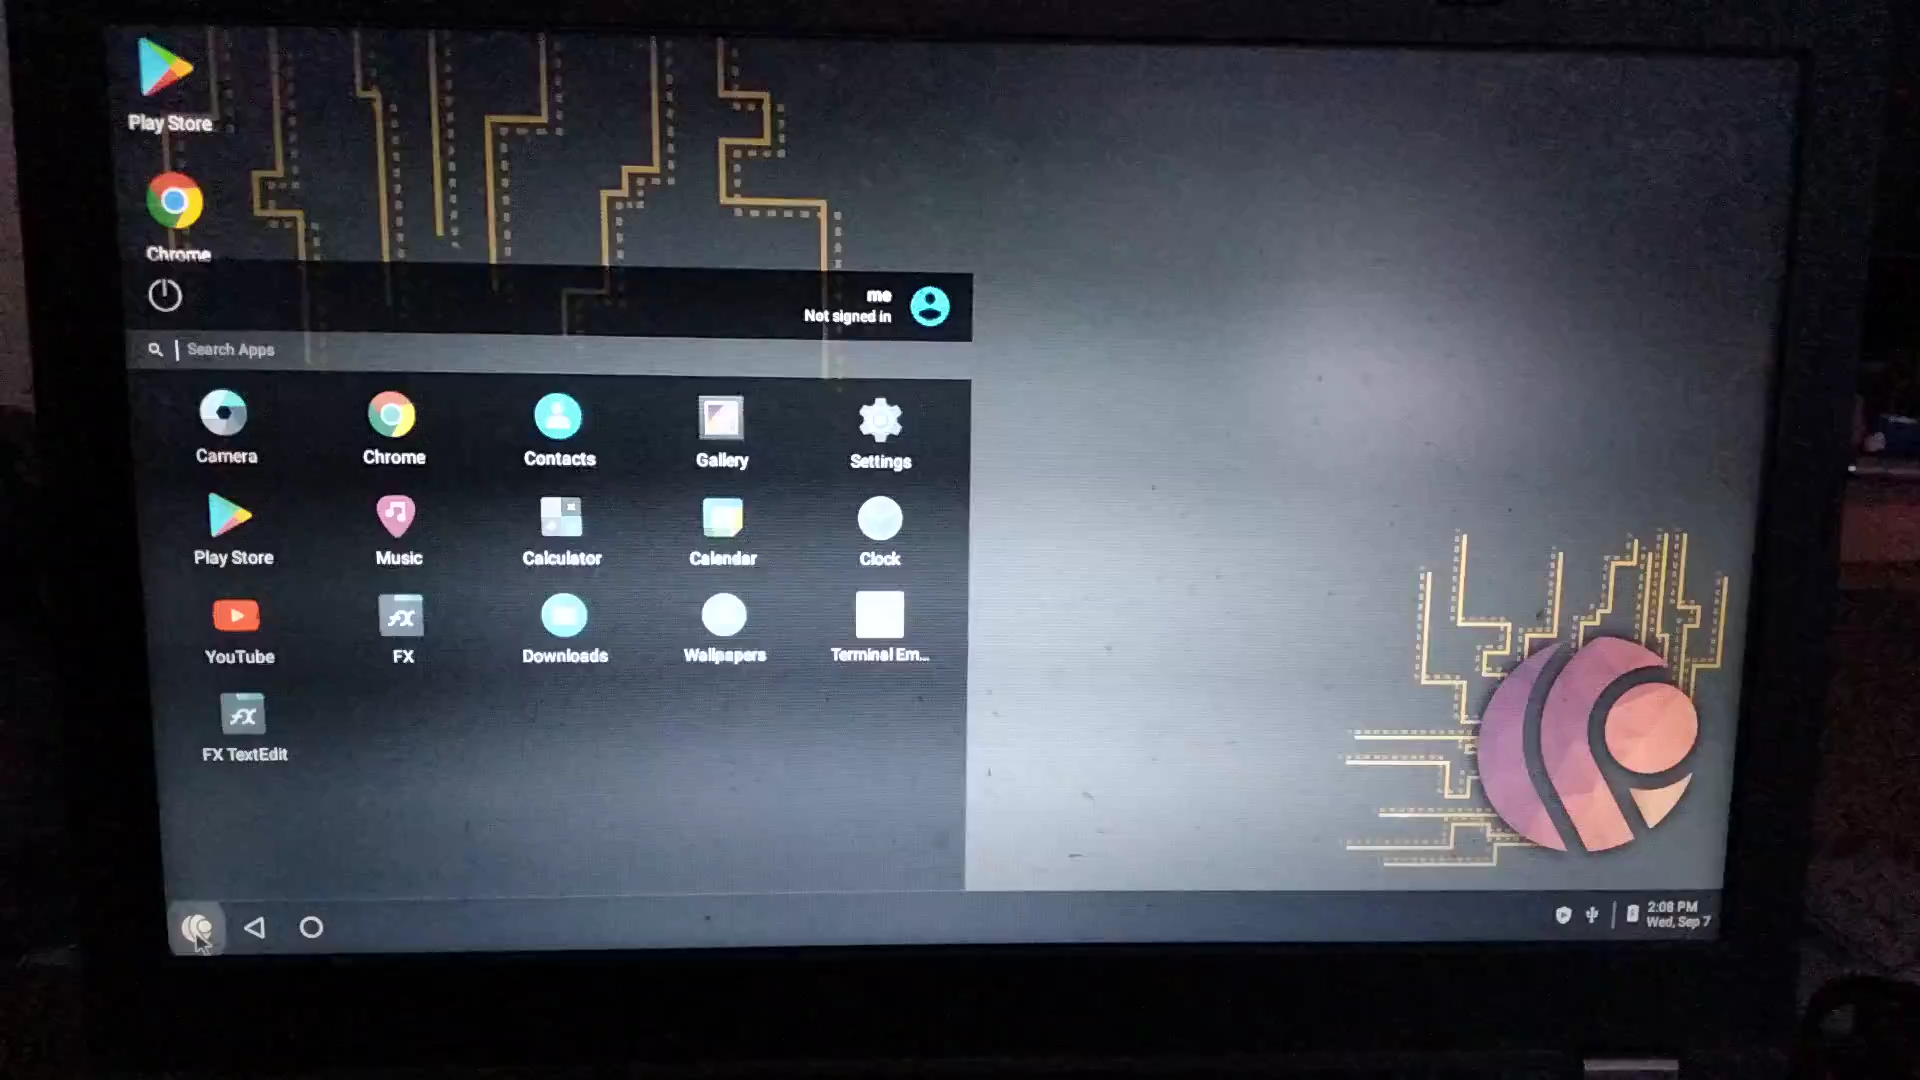 Play Store
Chrome
me
Not signed in
Search Apps
Camera
Chrome
Contacts
Gallery
Settings
Play Store
Music
Calculator
Calendar
Clock
YouTube
FX
Downloads
Wallpapers
Terminal Em...
FX TextEdit
2:08 PM
Wed, Sep 7